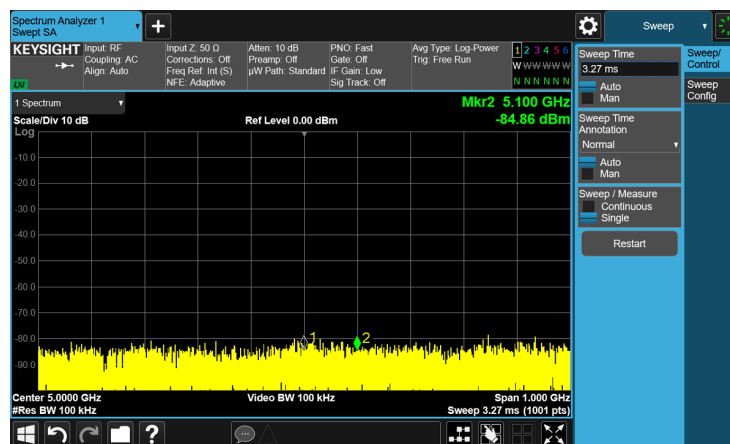 Spectrum Analyzer 1
Swept SA
Sweep
KEYSIGHT
LXI
Input: RF
Coupling: AC
Align: Auto
Input Z: 50 Ω
Corrections: Off
Freq Ref: Int (S)
NFE: Adaptive
Atten: 10 dB
Preamp: Off
µW Path: Standard
PNO: Fast
Gate: Off
IF Gain: Low
Sig Track: Off
Avg Type: Log-Power
Trig: Free Run
1 2 3 4 5 6
W W W W W W
N N N N N N
1 Spectrum
Mkr2 5.100 GHz
Scale/Div 10 dB
Ref Level 0.00 dBm
-84.86 dBm
Log
-10.0
-20.0
-30.0
-40.0
-50.0
-60.0
-70.0
-80.0
-90.0
1
2
Center 5.0000 GHz
Video BW 100 kHz
Span 1.000 GHz
#Res BW 100 kHz
Sweep 3.27 ms (1001 pts)
?
Sweep Time
3.27 ms
Auto
Man
Sweep Time
Annotation
Normal
Auto
Man
Sweep / Measure
Continuous
Single
Restart
Sweep/
Control
Sweep
Config